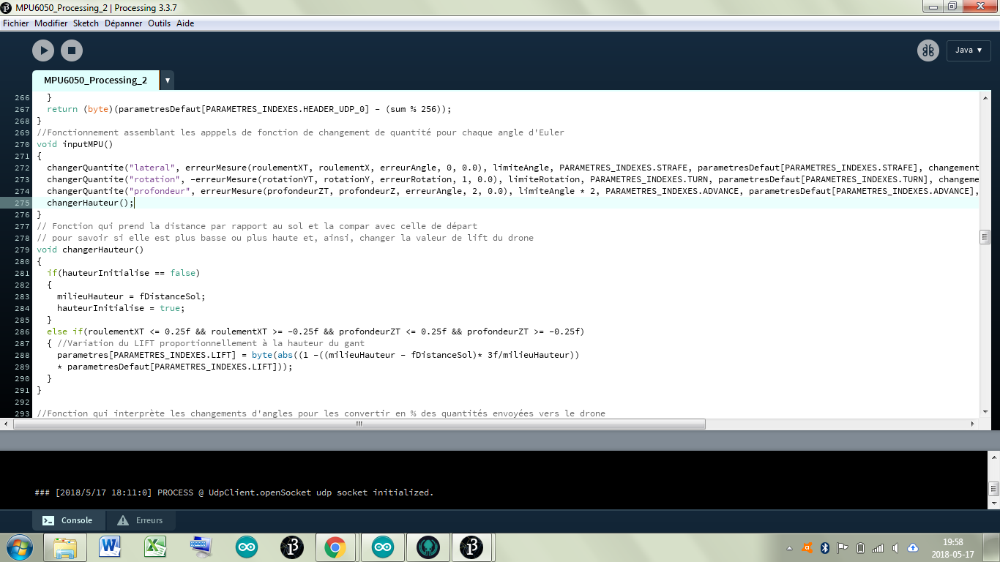 MPU6050_Processing_2 | Processing 3.3.7
Fichier Modifier Sketch Dépanner Outils Aide
Java ▾
MPU6050_Processing_2 ▾
266 }
267 return (byte)(parametresDefaut[PARAMETRES_INDEXES.HEADER_UDP_0] - (sum % 256));
268 }
269 //Fonctionnement assemblant les apppels de fonction de changement de quantité pour chaque angle d'Euler
270 void inputMPU()
271 {
272 changerQuantite("lateral", erreurMesure(roulementXT, roulementX, erreurAngle, 0, 0.0), limiteAngle, PARAMETRES_INDEXES.STRAFE, parametresDefaut[PARAMETRES_INDEXES.STRAFE], changement
273 changerQuantite("rotation", -erreurMesure(rotationYT, rotationY, erreurRotation, 1, 0.0), limiteRotation, PARAMETRES_INDEXES.TURN, parametresDefaut[PARAMETRES_INDEXES.TURN], changeme
274 changerQuantite("profondeur", erreurMesure(profondeurZT, profondeurZ, erreurAngle, 2, 0.0), limiteAngle * 2, PARAMETRES_INDEXES.ADVANCE, parametresDefaut[PARAMETRES_INDEXES.ADVANCE],
275 changerHauteur();
276 }
277 // Fonction qui prend la distance par rapport au sol et la compar avec celle de départ
278 // pour savoir si elle est plus basse ou plus haute et, ainsi, changer la valeur de lift du drone
279 void changerHauteur()
280 {
281 if(hauteurInitialise == false)
282 {
283 milieuHauteur = fDistanceSol;
284 hauteurInitialise = true;
285 }
286 else if(roulementXT <= 0.25f && roulementXT >= -0.25f && profondeurZT <= 0.25f && profondeurZT >= -0.25f)
287 { //Variation du LIFT proportionnellement à la hauteur du gant
288 parametres[PARAMETRES_INDEXES.LIFT] = byte(abs((1 -((milieuHauteur - fDistanceSol)* 3f/milieuHauteur))
289 * parametresDefaut[PARAMETRES_INDEXES.LIFT]));
290 }
291 }
292
293 //Fonction qui interprète les changements d'angles pour les convertir en % des quantités envoyées vers le drone
### [2018/5/17 18:11:0] PROCESS @ UdpClient.openSocket udp socket initialized.
Console Erreurs
19:58
2018-05-17